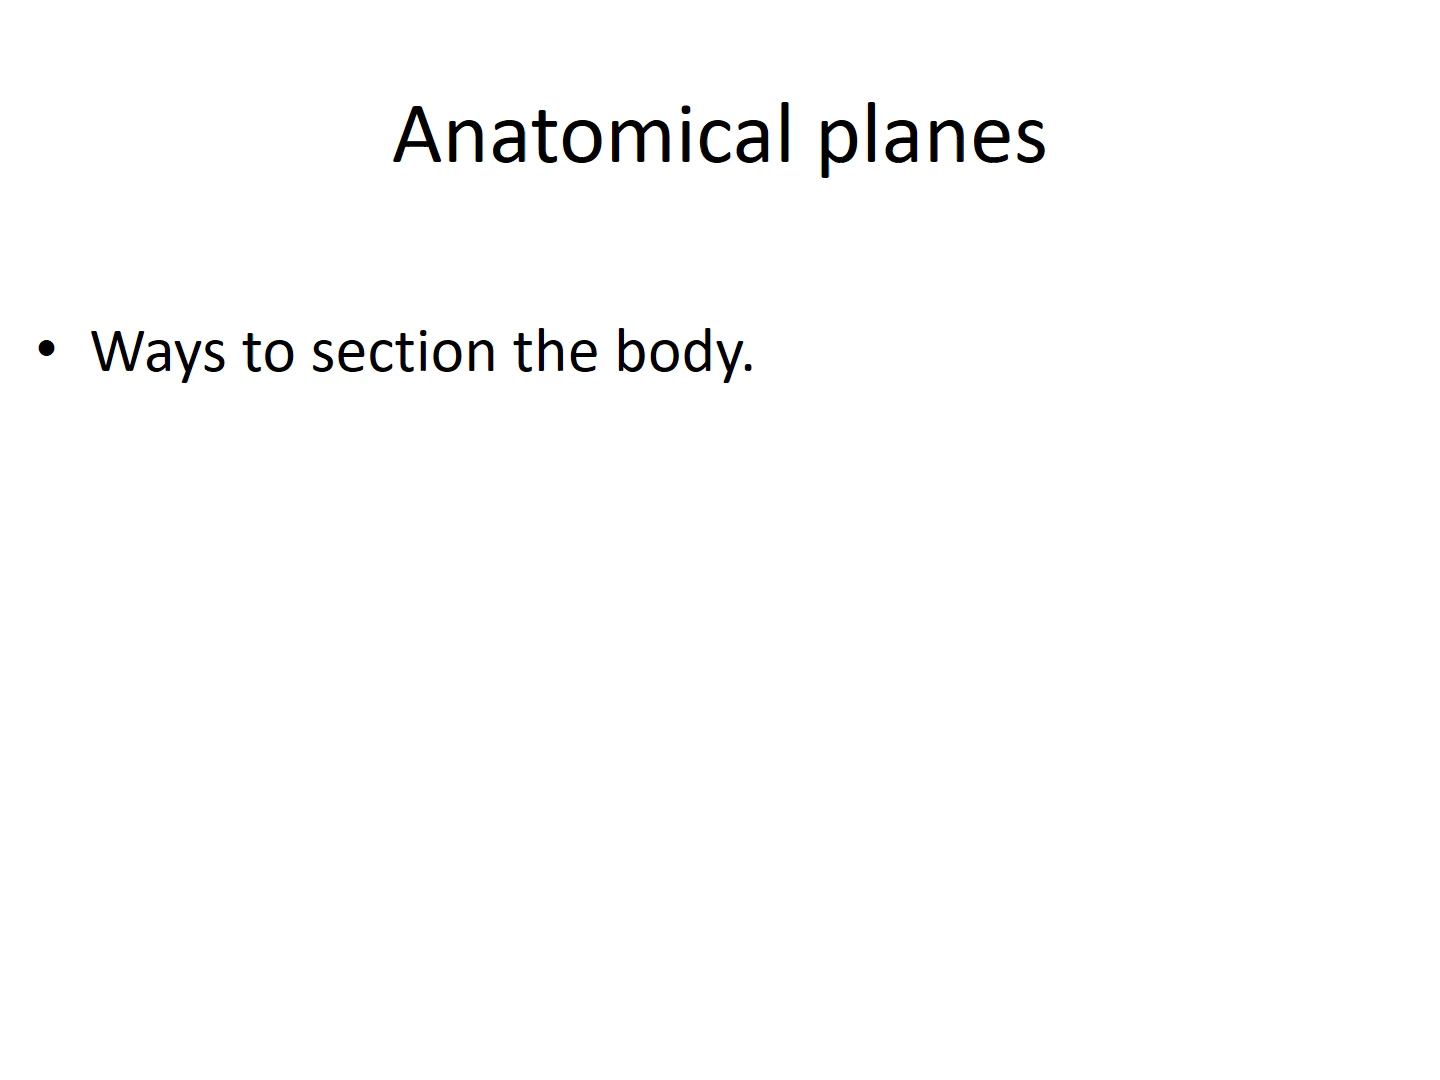 Anatomical planes
• Ways to section the body.